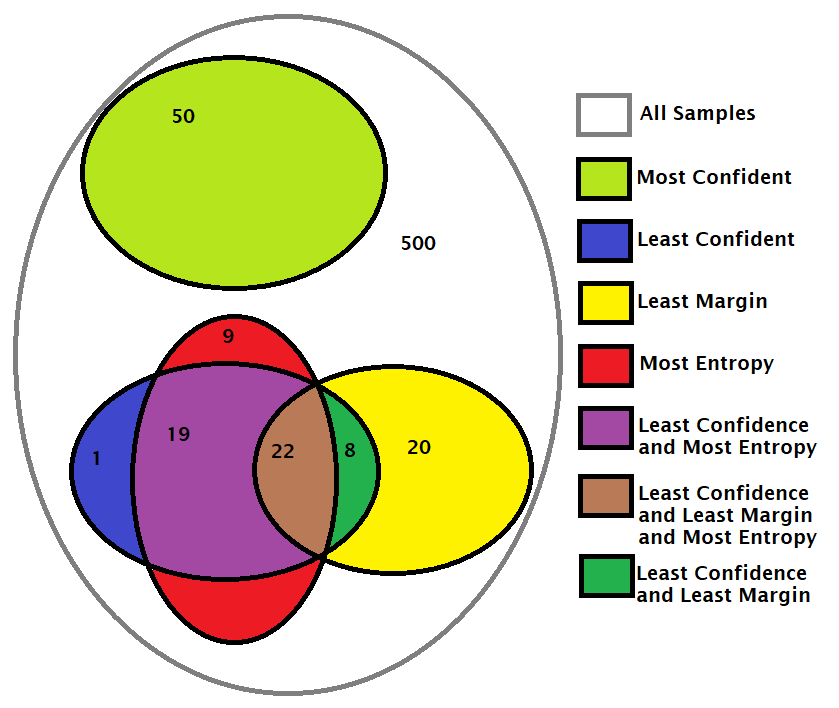 50
500
9
19
1
22
8
20
All Samples
Most Confident
Least Confident
Least Margin
Most Entropy
Least Confidence
and Most Entropy
Least Confidence
and Least Margin
and Most Entropy
Least Confidence
and Least Margin